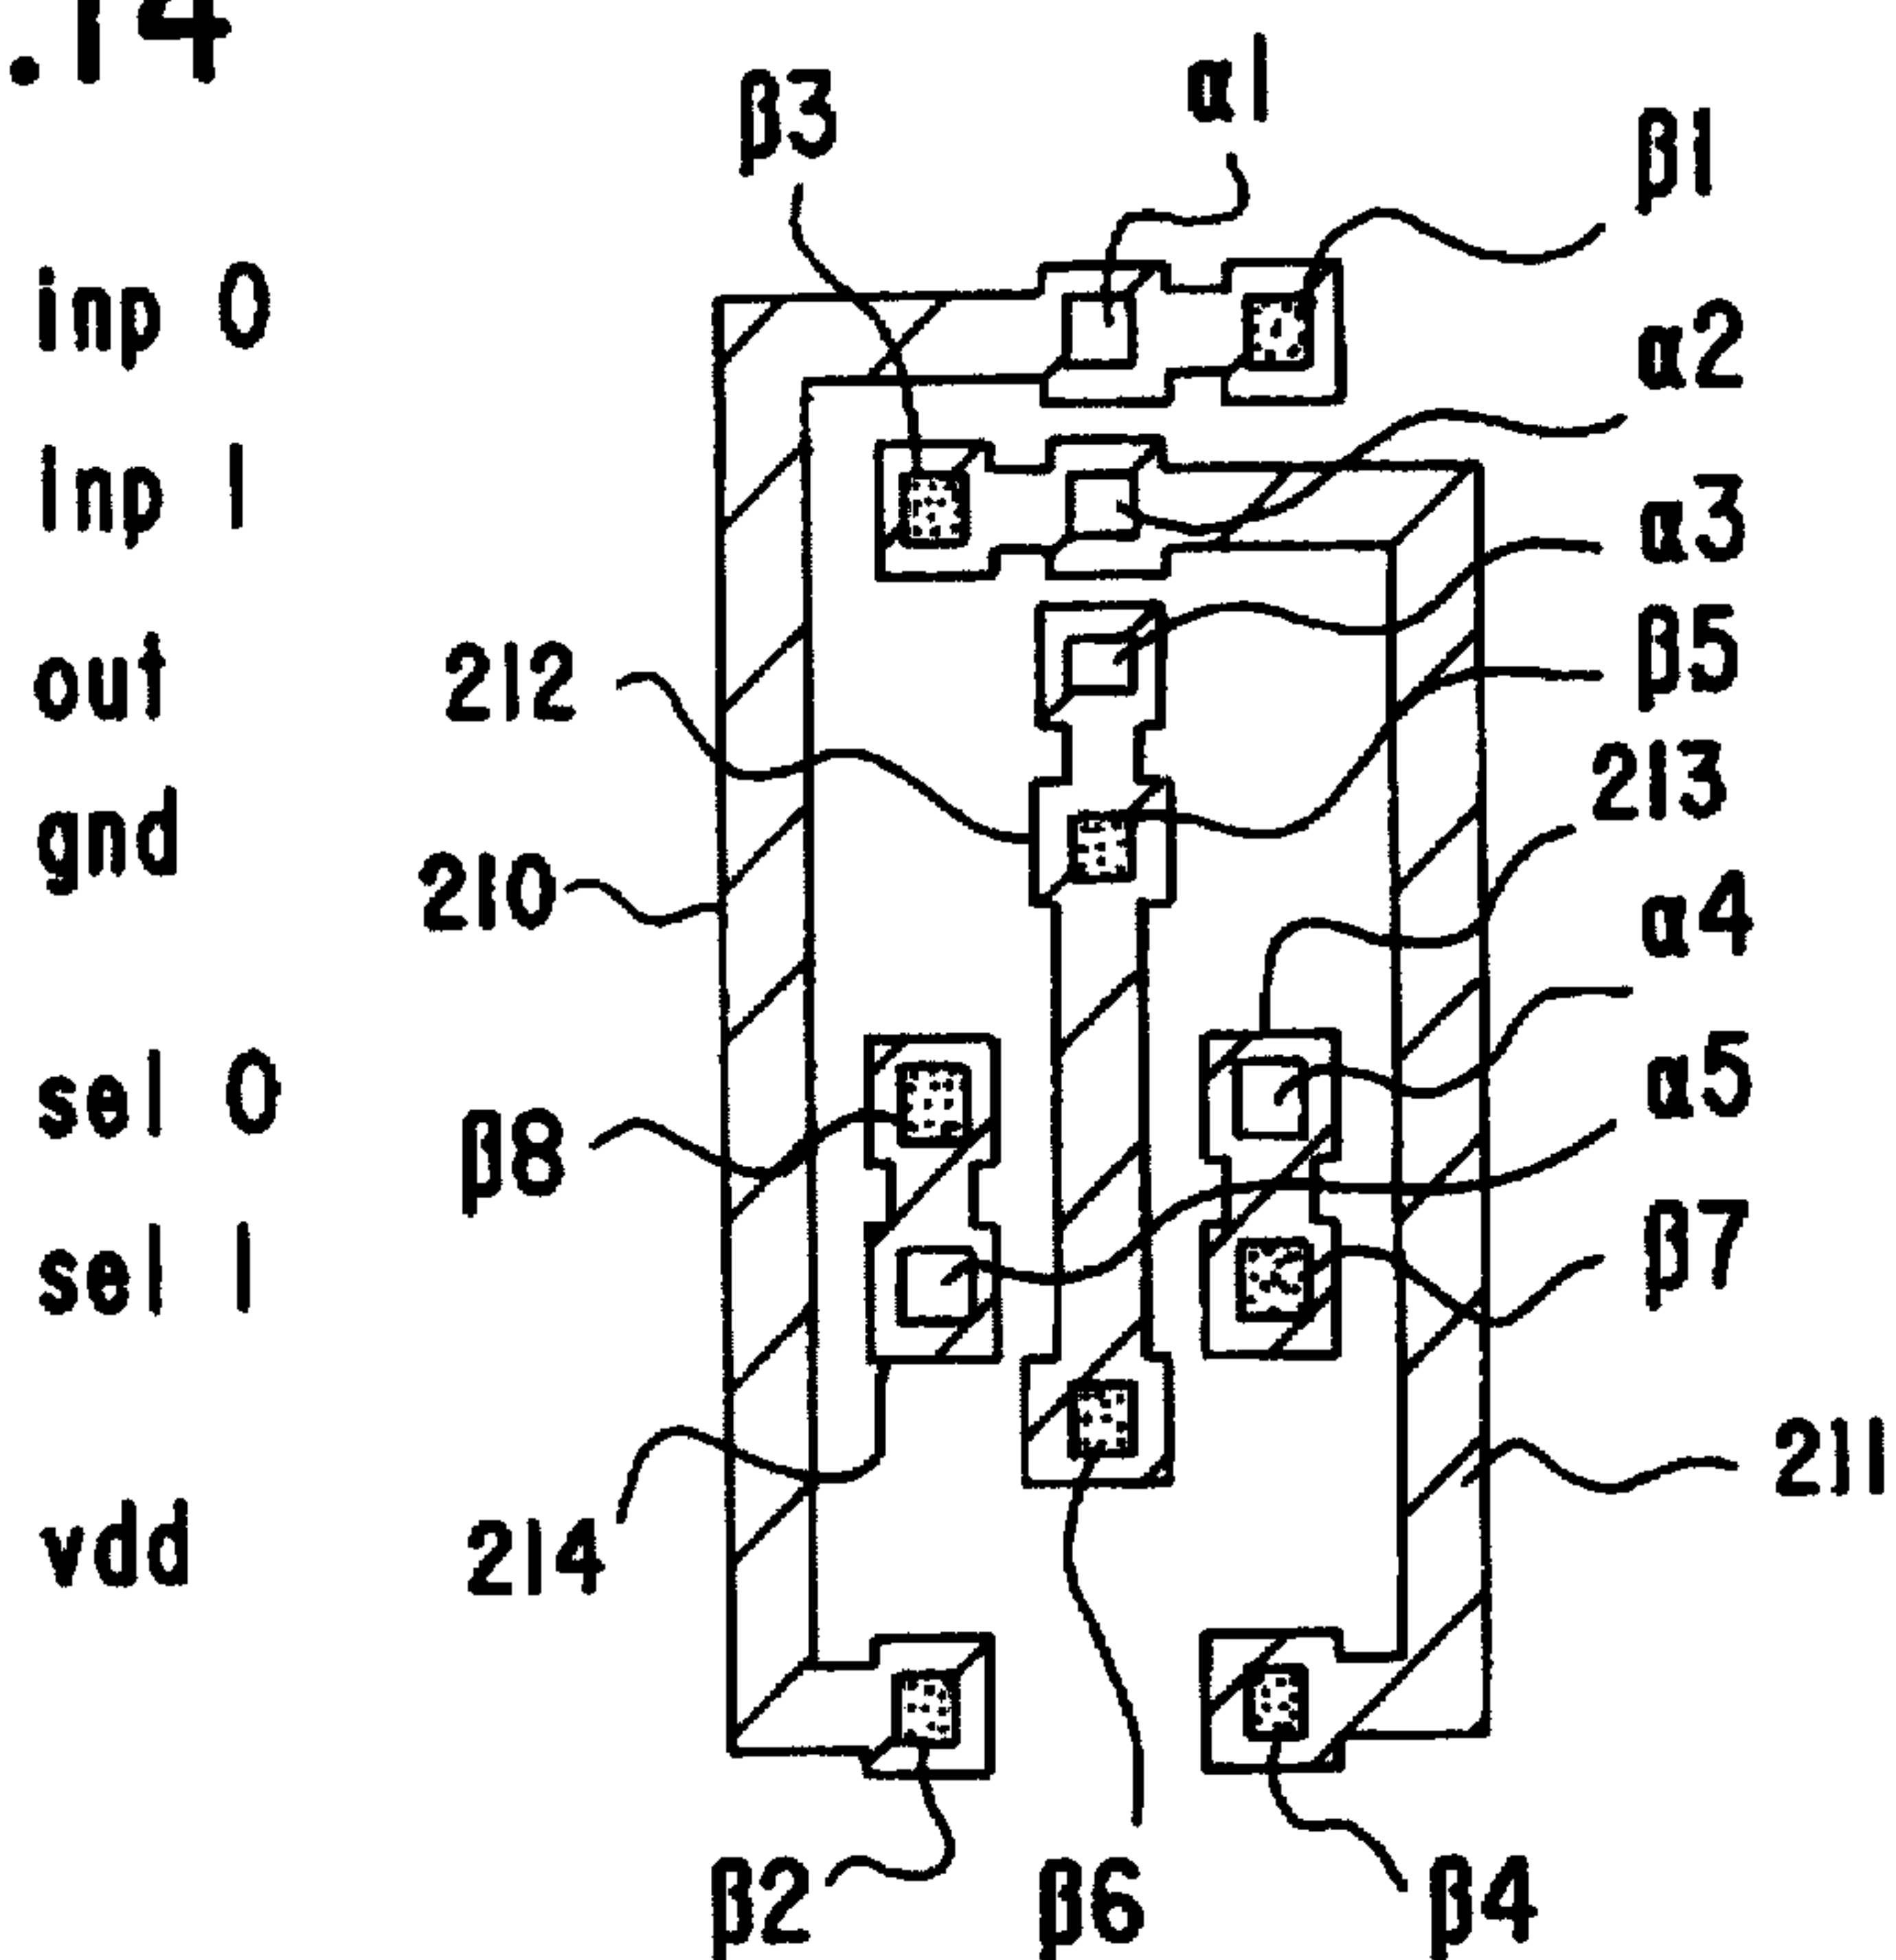 .14
β3
α1
β1
inp 0
α2
inp 1
α3
out
212
β5
213
gnd
210
α4
sel 0
β8
α5
sel 1
β7
211
vdd
214
β2
β6
β4